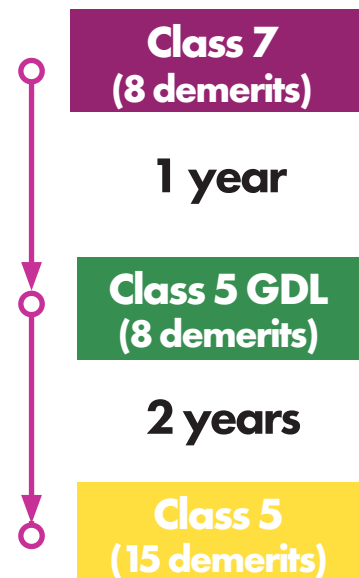 Class 7
(8 demerits)
1 year
Class 5 GDL
(8 demerits)
2 years
Class 5
(15 demerits)